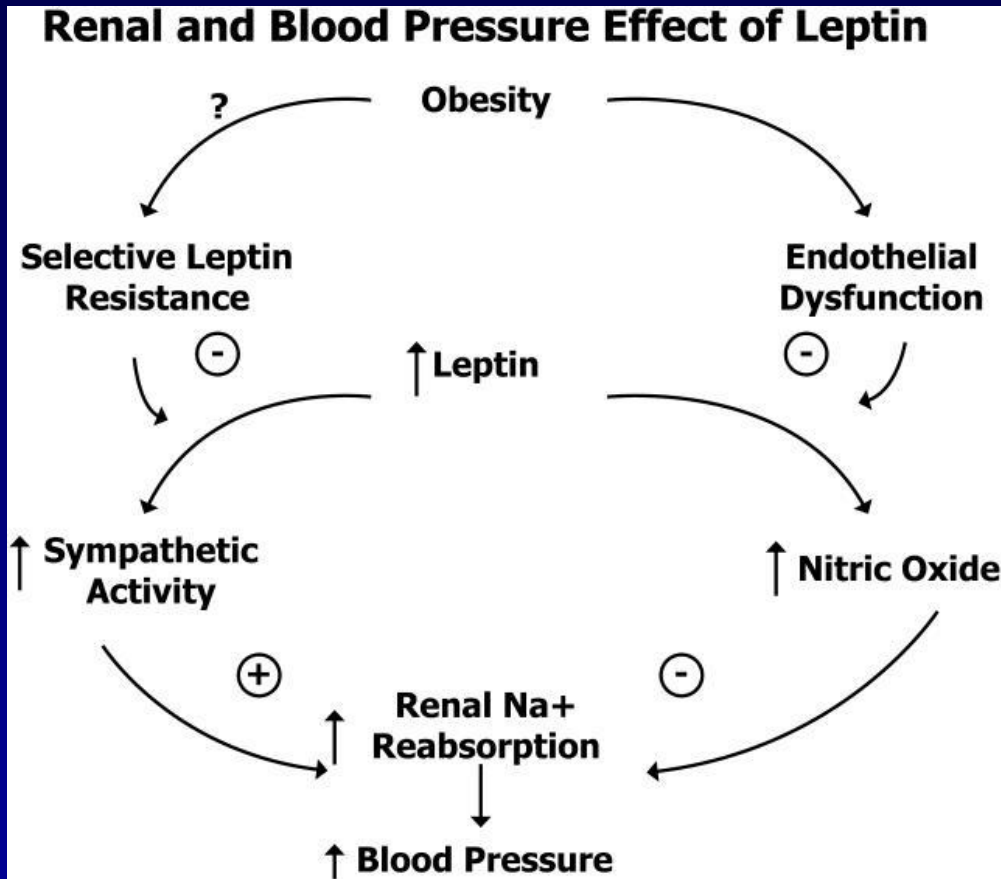 Renal and Blood Pressure Effect of Leptin
?
Obesity
Selective Leptin
Resistance
Endothelial
Dysfunction
-
↑ Leptin
-
↑ Sympathetic
Activity
↑ Nitric Oxide
+
-
↑ Renal Na+
Reabsorption
↑ Blood Pressure